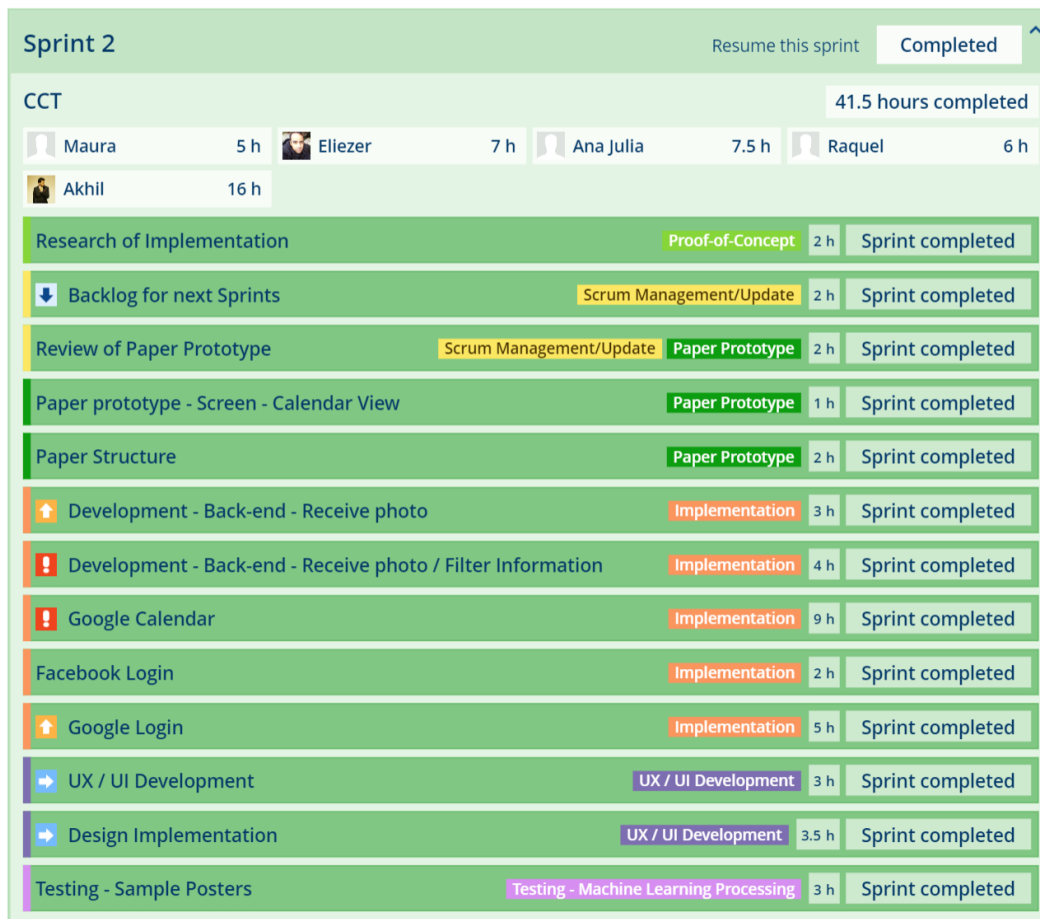 Sprint 2 Resume this sprint Completed
CCT 41.5 hours completed
Maura 5 h Eliezer 7 h Ana Julia 7.5 h Raquel 6 h
Akhil 16 h
Research of Implementation Proof-of-Concept 2 h Sprint completed
Backlog for next Sprints Scrum Management/Update 2 h Sprint completed
Review of Paper Prototype Scrum Management/Update Paper Prototype 2 h Sprint completed
Paper prototype - Screen - Calendar View Paper Prototype 1 h Sprint completed
Paper Structure Paper Prototype 2 h Sprint completed
Development - Back-end - Receive photo Implementation 3 h Sprint completed
Development - Back-end - Receive photo / Filter Information Implementation 4 h Sprint completed
Google Calendar Implementation 9 h Sprint completed
Facebook Login Implementation 2 h Sprint completed
Google Login Implementation 5 h Sprint completed
UX / UI Development UX / UI Development 3 h Sprint completed
Design Implementation UX / UI Development 3.5 h Sprint completed
Testing - Sample Posters Testing - Machine Learning Processing 3 h Sprint completed